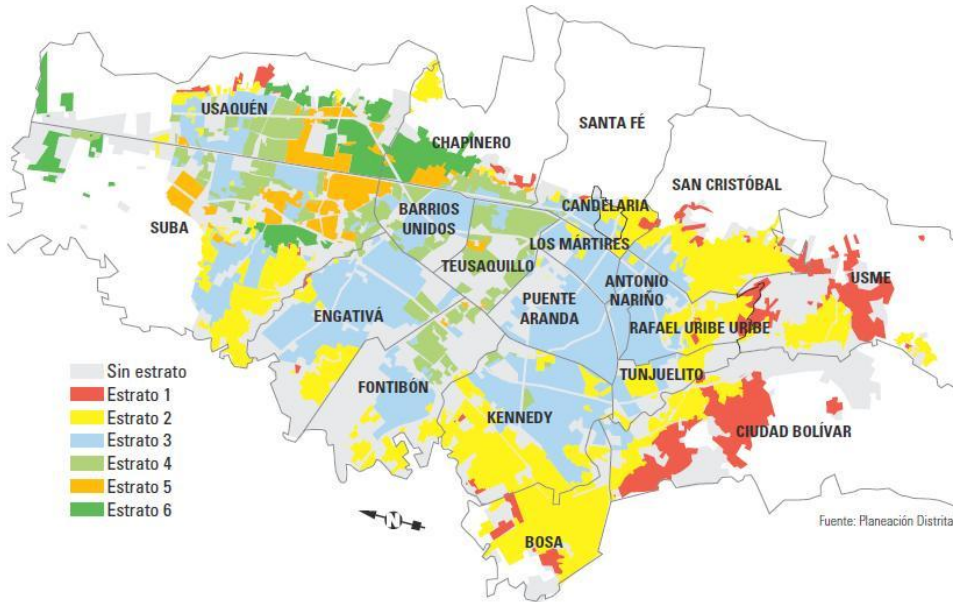 USAQUÉN
CHAPINERO
SANTA FÉ
SAN CRISTÓBAL
CANDELARIA
BARRIOS
UNIDOS
SUBA
LOS MÁRTIRES
TEUSAQUILLO
ANTONIO
NARIÑO
USME
ENGATIVÁ
PUENTE
ARANDA
RAFAEL URIBE URIBE
FONTIBÓN
TUNJUELITO
KENNEDY
CIUDAD BOLÍVAR
BOSA
Sin estrato
Estrato 1
Estrato 2
Estrato 3
Estrato 4
Estrato 5
Estrato 6
N
Fuente: Planeación Distrita